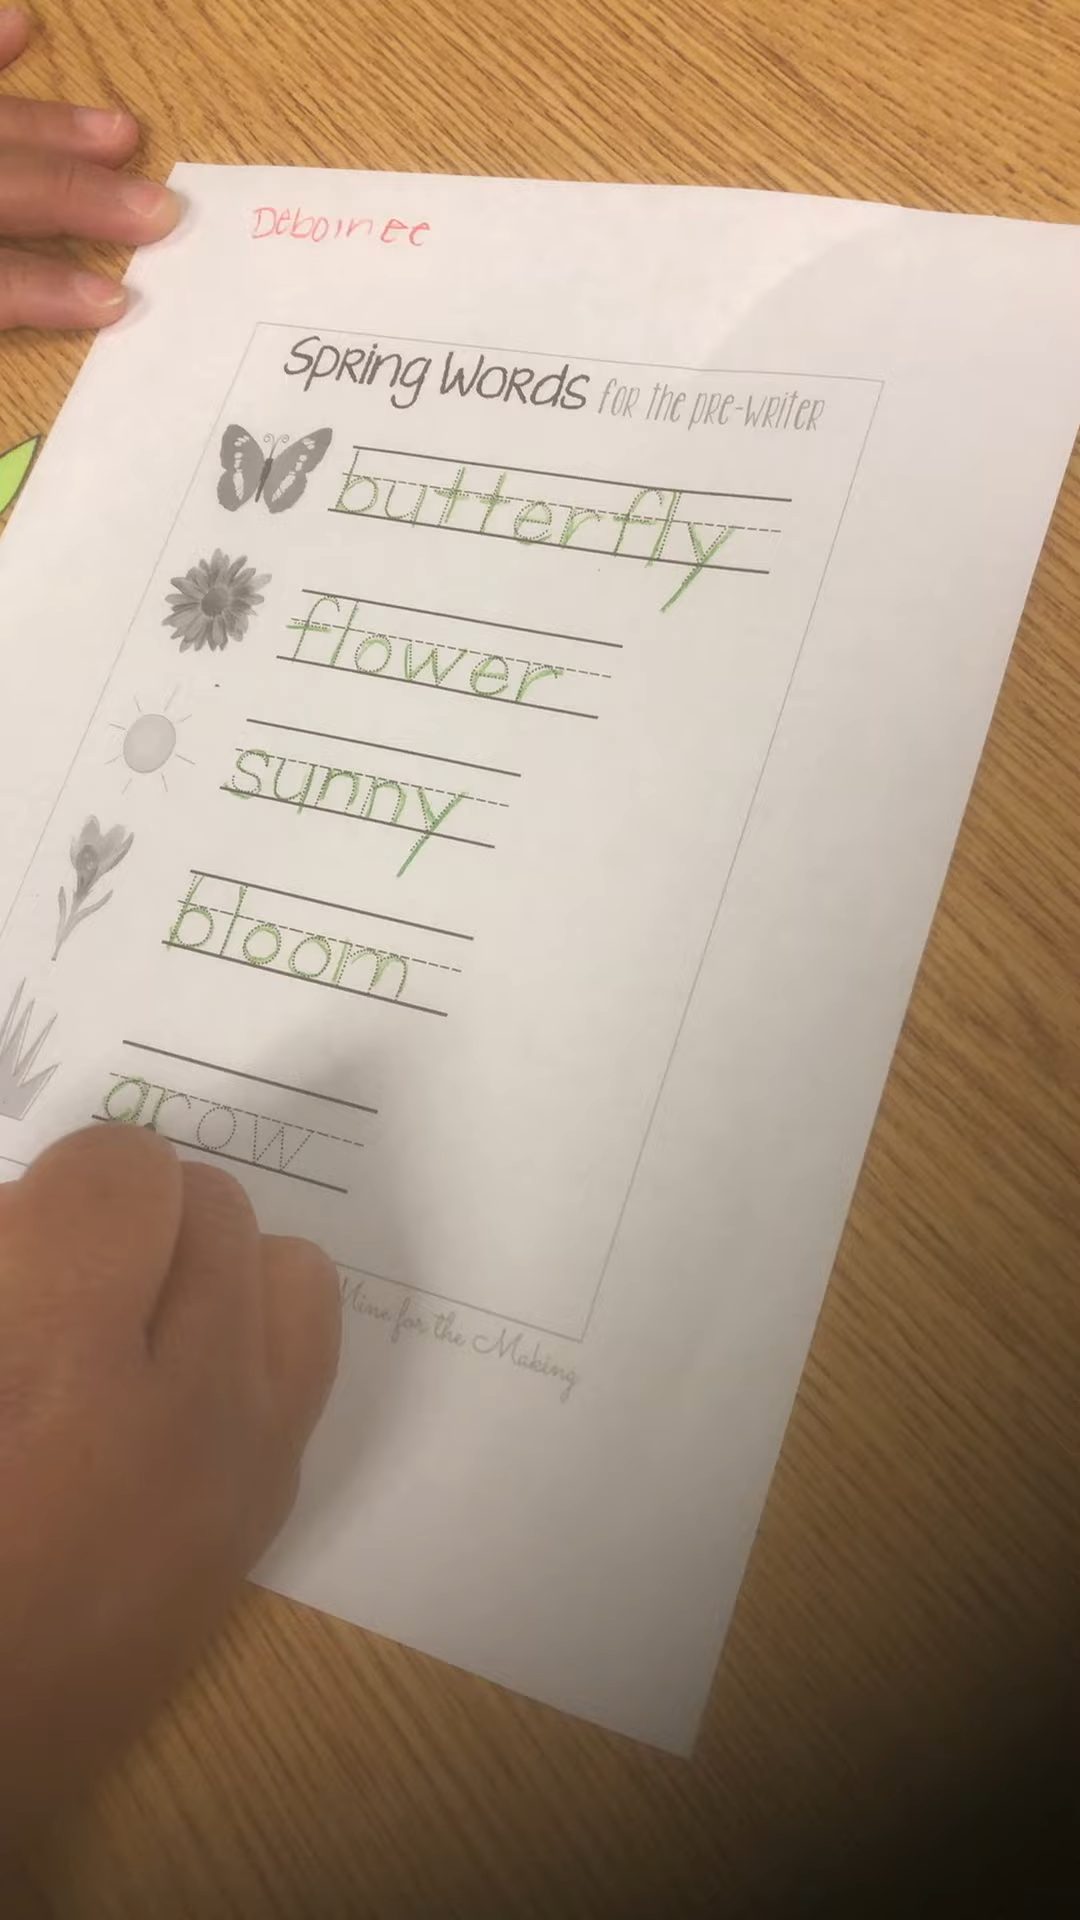 Deboinee
Spring Words for the pre-writer
butterfly
flower
sunny
bloom
grow
Mine for the Making